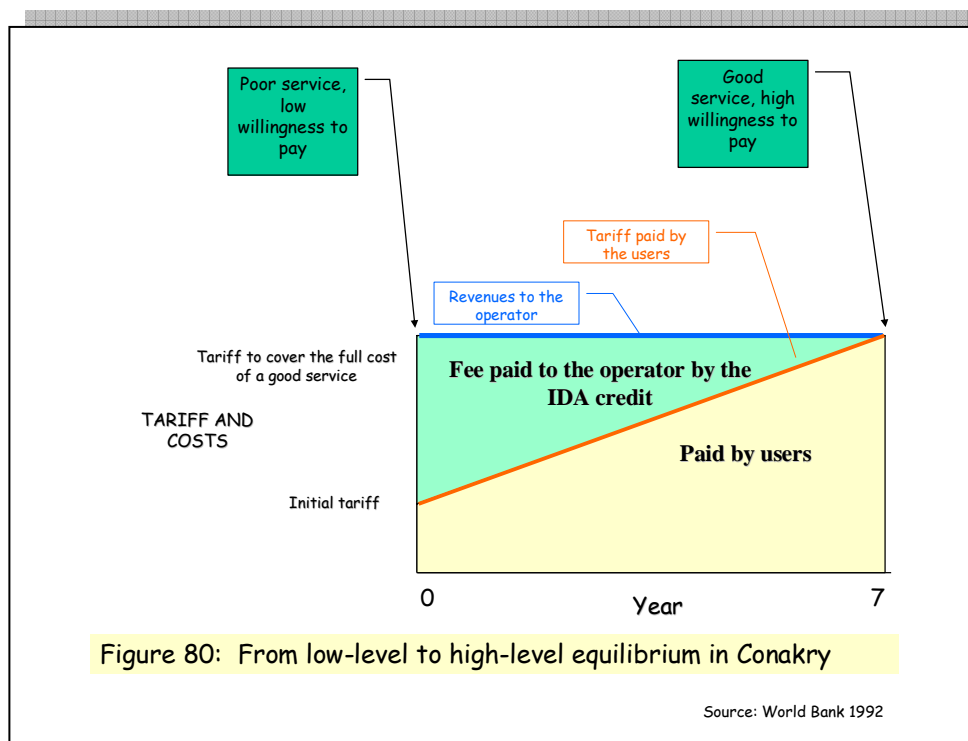 Poor service,
low
willingness to
pay
Good
service, high
willingness to
pay
Tariff paid by
the users
Revenues to the
operator
Tariff to cover the full cost
of a good service
Fee paid to the operator by the
IDA credit
TARIFF AND
COSTS
Paid by users
Initial tariff
0
Year
7
Figure 80: From low-level to high-level equilibrium in Conakry
Source: World Bank 1992